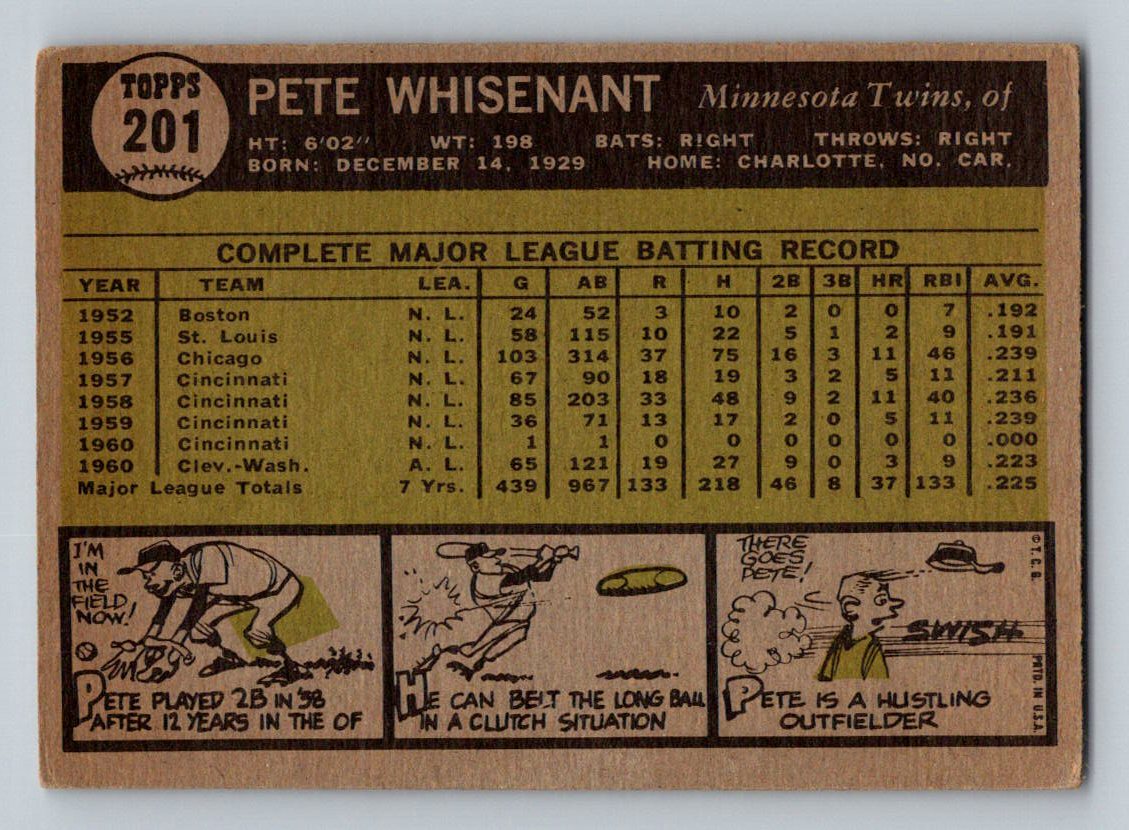 TOPPS
201
PETE WHISENANT Minnesota Twins, of
HT: 6'02" WT: 198 BATS: RIGHT THROWS: RIGHT
BORN: DECEMBER 14, 1929 HOME: CHARLOTTE, NO. CAR.
COMPLETE MAJOR LEAGUE BATTING RECORD
YEAR TEAM LEA. G AB R H 2B 3B HR RBI AVG.
1952 Boston N. L. 24 52 3 10 2 0 0 7 .192
1955 St. Louis N. L. 58 115 10 22 5 1 2 9 .191
1956 Chicago N. L. 103 314 37 75 16 3 11 46 .239
1957 Cincinnati N. L. 67 90 18 19 3 2 5 11 .211
1958 Cincinnati N. L. 85 203 33 48 9 2 11 40 .236
1959 Cincinnati N. L. 36 71 13 17 2 0 5 11 .239
1960 Cincinnati N. L. 1 1 0 0 0 0 0 0 .000
1960 Clev.-Wash. A. L. 65 121 19 27 9 0 3 9 .223
Major League Totals 7 Yrs. 439 967 133 218 46 8 37 133 .225
I'M
IN
THE
FIELD
NOW!
PETE PLAYED 2B IN '58
AFTER 12 YEARS IN THE OF
HE CAN BELT THE LONG BALL
IN A CLUTCH SITUATION
THERE
GOES
PETE!
SWISH
PETE IS A HUSTLING
OUTFIELDER
© T. C. G.
PRTD. IN U.S.A.